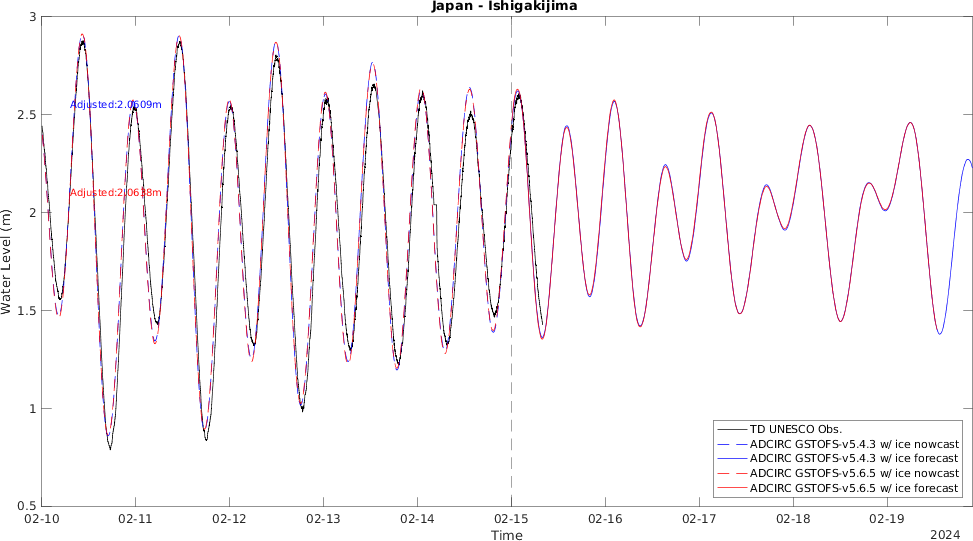 Japan - Ishigakijima
Water Level (m)
3
2.5
2
1.5
1
0.5
Adjusted:2.0609m
Adjusted:2.0638m
TD UNESCO Obs.
ADCIRC GSTOFS-v5.4.3 w/ ice nowcast
ADCIRC GSTOFS-v5.4.3 w/ ice forecast
ADCIRC GSTOFS-v5.6.5 w/ ice nowcast
ADCIRC GSTOFS-v5.6.5 w/ ice forecast
02-10 02-11 02-12 02-13 02-14 02-15 02-16 02-17 02-18 02-19
Time
2024